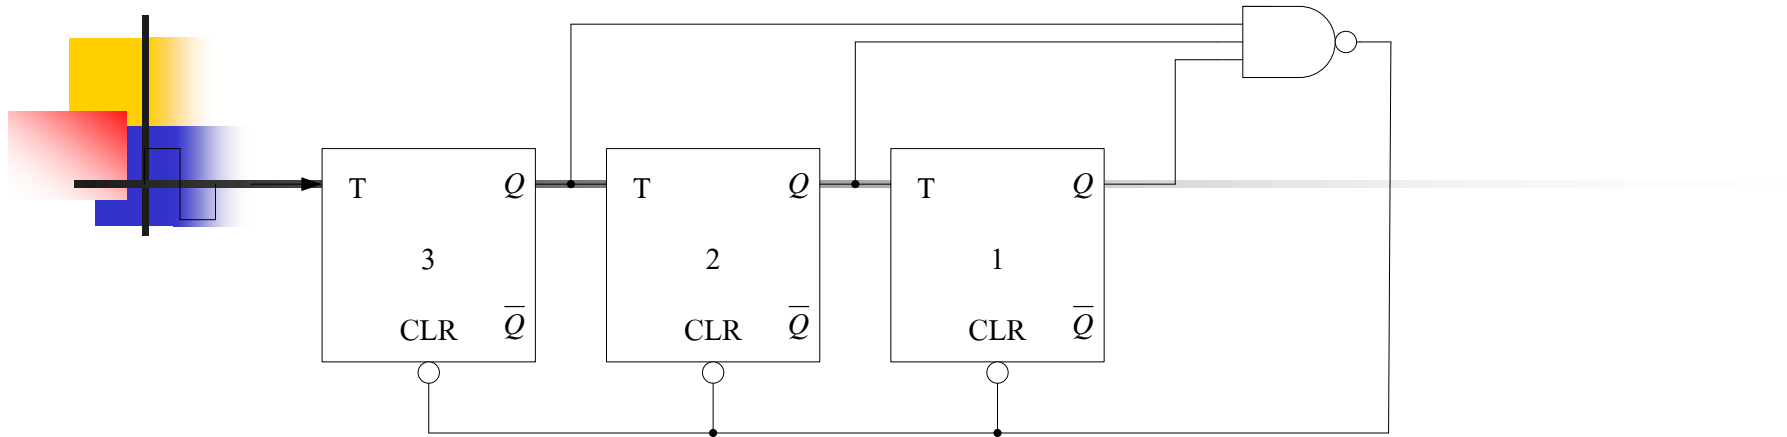 T Q T Q T Q
3 2 1
CLR Q̅ CLR Q̅ CLR Q̅